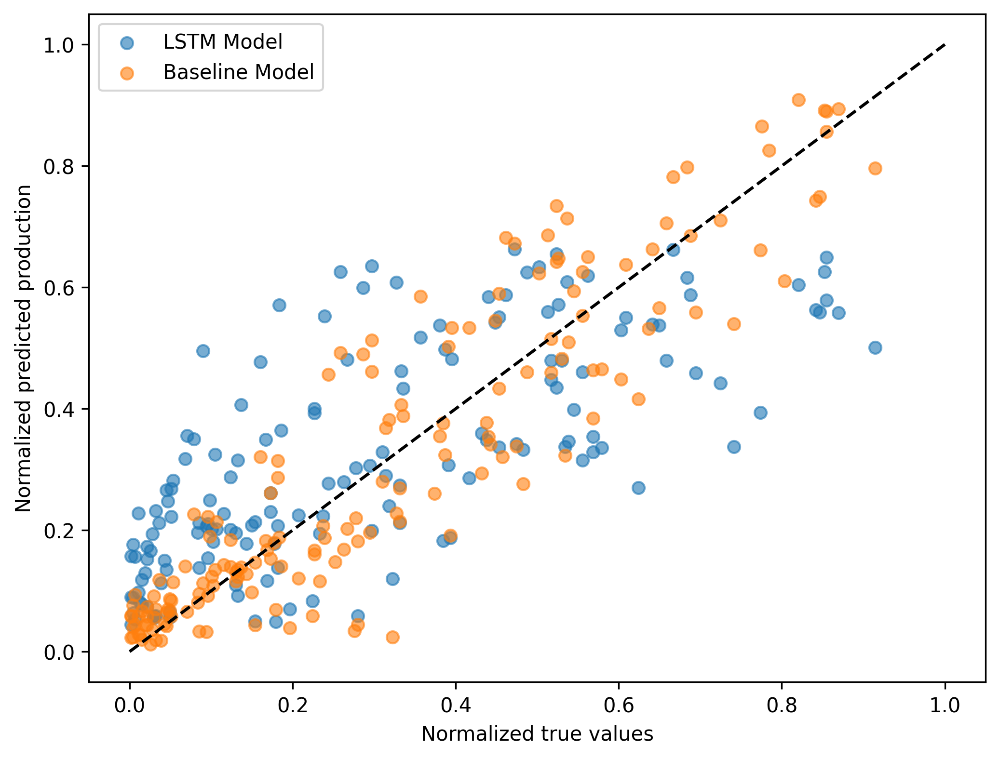 LSTM Model
Baseline Model
1.0
0.8
0.6
0.4
0.2
0.0
Normalized predicted production
0.0 0.2 0.4 0.6 0.8 1.0
Normalized true values